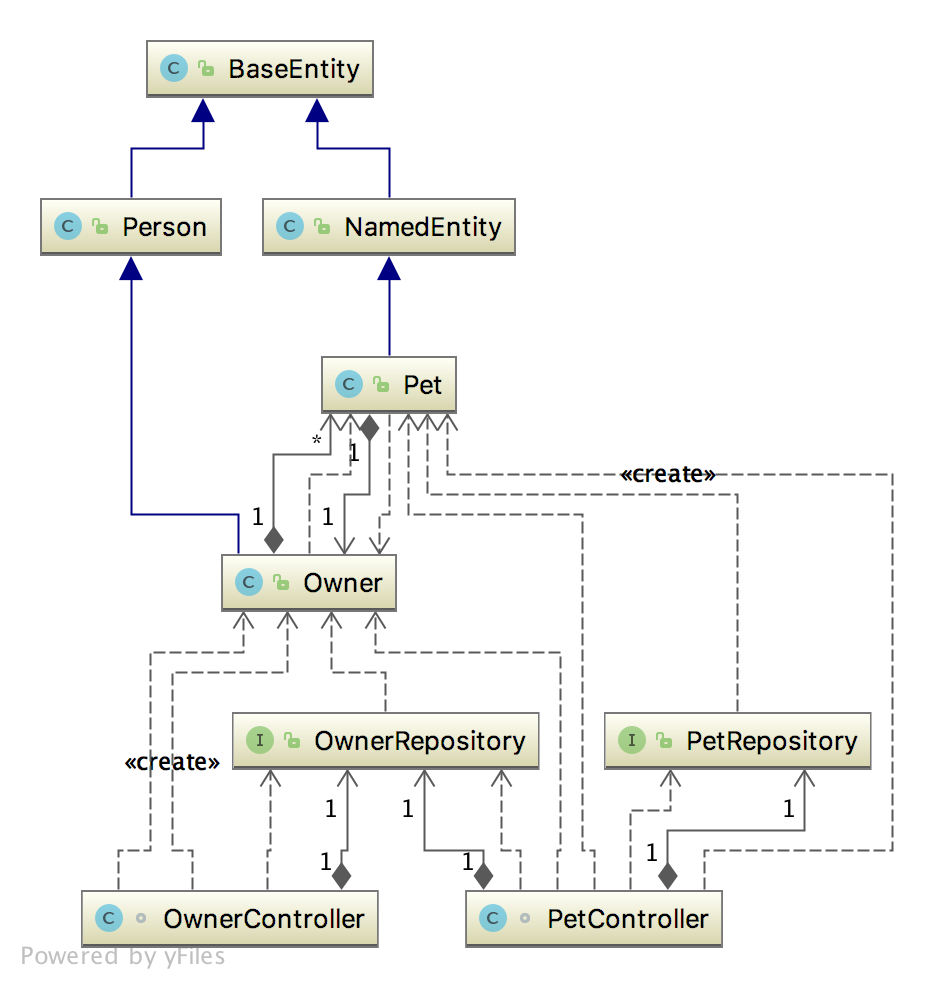 C BaseEntity
C Person
C NamedEntity
C Pet
*
1
1
1
C Owner
«create»
I OwnerRepository
I PetRepository
«create»
1
1
1
1
1
1
C OwnerController
C PetController
Powered by yFiles